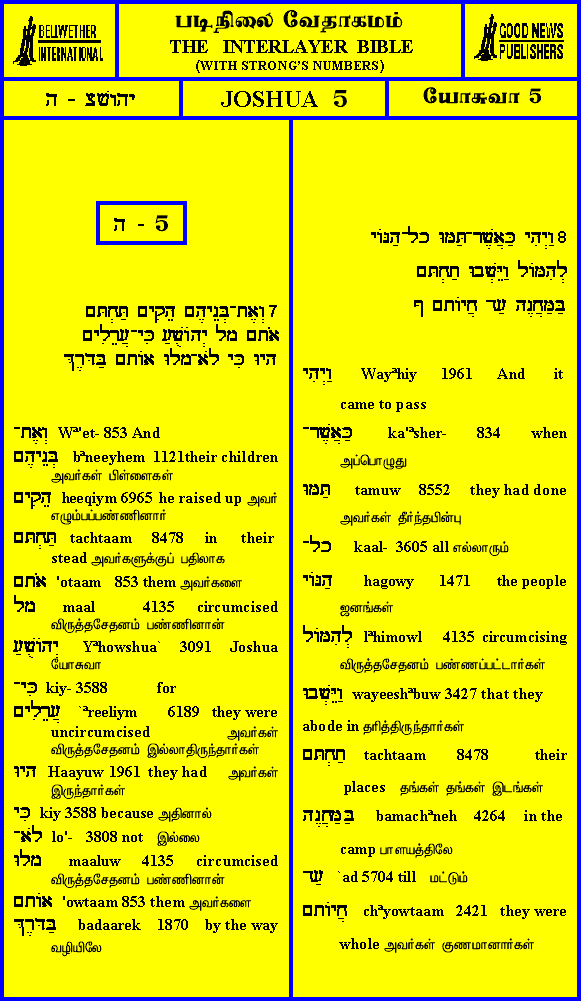 BELLWETHER
INTERNATIONAL
படிநிலை வேதாகமம்
THE INTERLAYER BIBLE
(WITH STRONG'S NUMBERS)
GOOD NEWS
PUBLISHERS
יהושע - ה
JOSHUA 5
யோசுவா 5
ה - 5
7 וְאֶת־בְּנֵיהֶם הֵקִים תַּחְתָּם
אֹתָם מָל יְהוֹשֻׁעַ כִּי־עֲרֵלִים
הָיוּ כִּי לֹא־מָלוּ אוֹתָם בַּדָּרֶךְ
וְאֶת־ Wᵃ'et- 853 And
בְּנֵיהֶם bᵃneeyhem 1121their children
அவர்கள் பிள்ளைகள்
הֵקִים heeqiym 6965 he raised up அவர்
எழும்பப்பண்ணினார்
תַּחְתָּם tachtaam 8478 in their
stead அவர்களுக்குப் பதிலாக
אֹתָם 'otaam 853 them அவர்களை
מָל maal 4135 circumcised
விருத்தசேதனம் பண்ணினான்
יְהוֹשֻׁעַ Yᵃhowshua` 3091 Joshua
யோசுவா
כִּי־ kiy- 3588 for
עֲרֵלִים `ᵃreeliym 6189 they were
uncircumcised அவர்கள்
விருத்தசேதனம் இல்லாதிருந்தார்கள்
הָיוּ Haayuw 1961 they had அவர்கள்
இருந்தார்கள்
כִּי kiy 3588 because அதினால்
לֹא־ lo'- 3808 not இல்லை
מָלוּ maaluw 4135 circumcised
விருத்தசேதனம் பண்ணினான்
אוֹתָם 'owtaam 853 them அவர்களை
בַּדָּרֶךְ badaarek 1870 by the way
வழியிலே
8 וַיְהִי כַּאֲשֶׁר־תַּמּוּ כָל־הַגּוֹי
לְהִמּוֹל וַיֵּשְׁבוּ תַחְתָּם
בַּמַּחֲנֶה עַד חֲיוֹתָם ף
וַיְהִי Wayᵃhiy 1961 And it
came to pass
כַּאֲשֶׁר־ ka'ᵃsher- 834 when
அப்பொழுது
תַּמּוּ tamuw 8552 they had done
அவர்கள் தீர்ந்தபின்பு
כָל־ kaal- 3605 all எல்லாரும்
הַגּוֹי hagowy 1471 the people
ஜனங்கள்
לְהִמּוֹל lᵃhimowl 4135 circumcising
விருத்தசேதனம் பண்ணப்பட்டார்கள்
וַיֵּשְׁבוּ wayeeshᵃbuw 3427 that they
abode in தரித்திருந்தார்கள்
תַחְתָּם tachtaam 8478 their
places தங்கள் தங்கள் இடங்கள்
בַּמַּחֲנֶה bamachᵃneh 4264 in the
camp பாளயத்திலே
עַד `ad 5704 till மட்டும்
חֲיוֹתָם chᵃyowtaam 2421 they were
whole அவர்கள் குணமானார்கள்